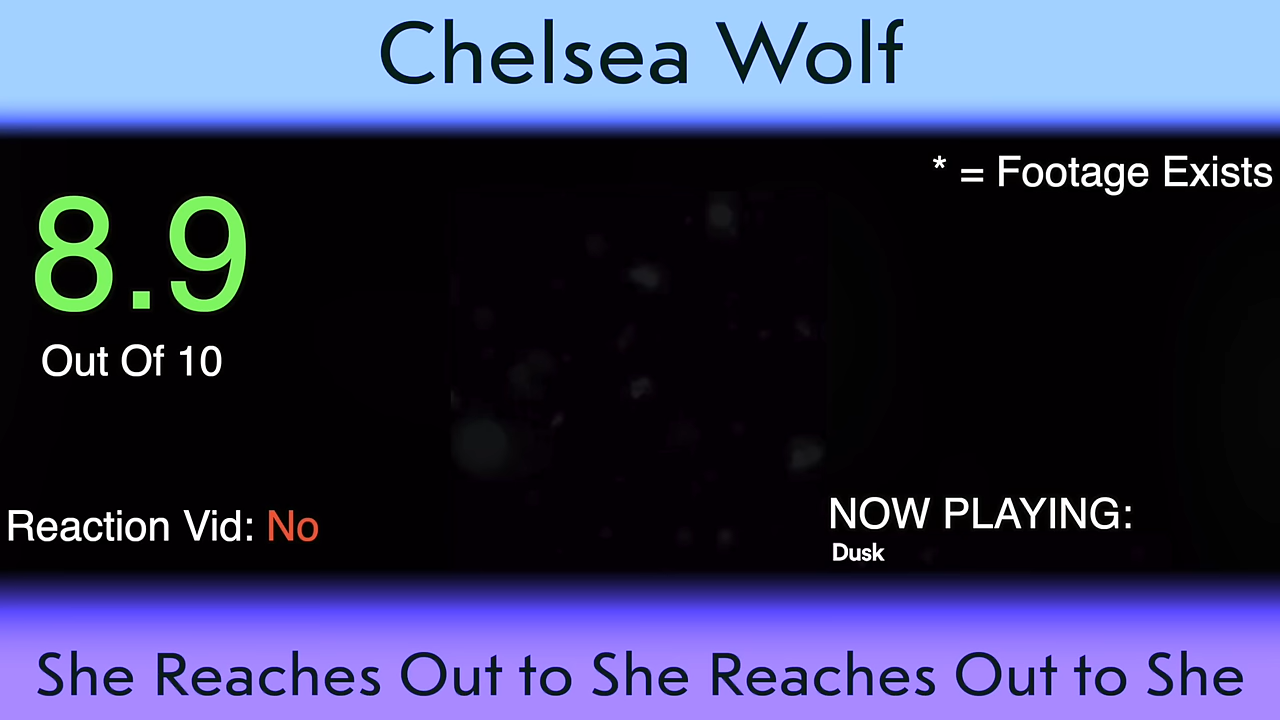 Chelsea Wolf
* = Footage Exists
8.9
Out Of 10
Reaction Vid: No
NOW PLAYING:
Dusk
She Reaches Out to She Reaches Out to She